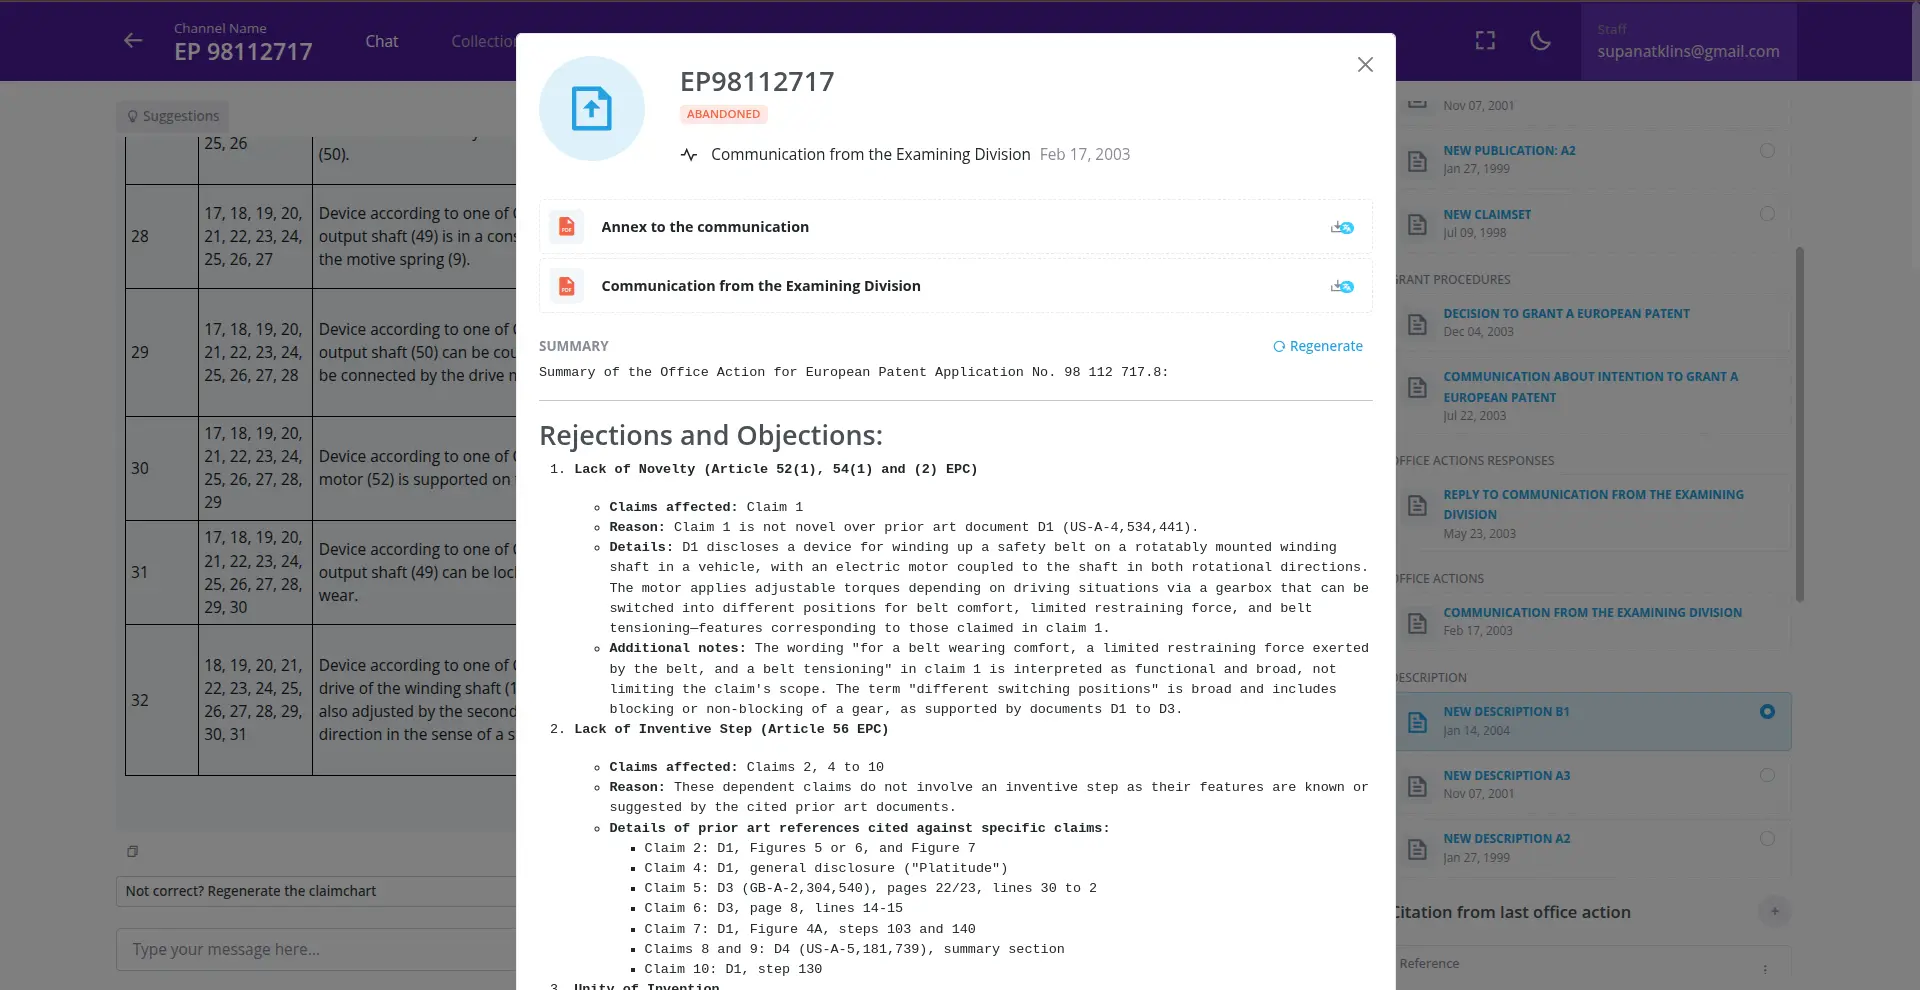 Channel Name
EP 98112717
Chat
Collection
Staff
supanatklins@gmail.com
Suggestions
25, 26
(50).
28
17, 18, 19, 20,
21, 22, 23, 24,
25, 26, 27
Device according to one of
output shaft (49) is in a cons
the motive spring (9).
29
17, 18, 19, 20,
21, 22, 23, 24,
25, 26, 27, 28
Device according to one of
output shaft (50) can be cou
be connected by the drive
30
17, 18, 19, 20,
21, 22, 23, 24,
25, 26, 27, 28,
29
Device according to one of
motor (52) is supported on
31
17, 18, 19, 20,
21, 22, 23, 24,
25, 26, 27, 28,
29, 30
Device according to one of
output shaft (49) can be loc
wear.
32
18, 19, 20, 21,
22, 23, 24, 25,
26, 27, 28, 29,
30, 31
Device according to one of
drive of the winding shaft (1
also adjusted by the second
direction in the sense of a s
Not correct? Regenerate the claimchart
Type your message here...
EP98112717
ABANDONED
Communication from the Examining Division Feb 17, 2003
Annex to the communication
Communication from the Examining Division
SUMMARY
Regenerate
Summary of the Office Action for European Patent Application No. 98 112 717.8:
Rejections and Objections:
1. Lack of Novelty (Article 52(1), 54(1) and (2) EPC)
Claims affected: Claim 1
Reason: Claim 1 is not novel over prior art document D1 (US-A-4,534,441).
Details: D1 discloses a device for winding up a safety belt on a rotatably mounted winding
shaft in a vehicle, with an electric motor coupled to the shaft in both rotational directions.
The motor applies adjustable torques depending on driving situations via a gearbox that can be
switched into different positions for belt comfort, limited restraining force, and belt
tensioning—features corresponding to those claimed in claim 1.
Additional notes: The wording "for a belt wearing comfort, a limited restraining force exerted
by the belt, and a belt tensioning" in claim 1 is interpreted as functional and broad, not
limiting the claim's scope. The term "different switching positions" is broad and includes
blocking or non-blocking of a gear, as supported by documents D1 to D3.
2. Lack of Inventive Step (Article 56 EPC)
Claims affected: Claims 2, 4 to 10
Reason: These dependent claims do not involve an inventive step as their features are known or
suggested by the cited prior art documents.
Details of prior art references cited against specific claims:
Claim 2: D1, Figures 5 or 6, and Figure 7
Claim 4: D1, general disclosure ("Platitude")
Claim 5: D3 (GB-A-2,304,540), pages 22/23, lines 30 to 2
Claim 6: D3, page 8, lines 14-15
Claim 7: D1, Figure 4A, steps 103 and 140
Claims 8 and 9: D4 (US-A-5,181,739), summary section
Claim 10: D1, step 130
3. Unity of Invention
Nov 07, 2001
NEW PUBLICATION: A2
Jan 27, 1999
NEW CLAIMSET
Jul 09, 1998
GRANT PROCEDURES
DECISION TO GRANT A EUROPEAN PATENT
Dec 04, 2003
COMMUNICATION ABOUT INTENTION TO GRANT A
EUROPEAN PATENT
Jul 22, 2003
OFFICE ACTIONS RESPONSES
REPLY TO COMMUNICATION FROM THE EXAMINING
DIVISION
May 23, 2003
OFFICE ACTIONS
COMMUNICATION FROM THE EXAMINING DIVISION
Feb 17, 2003
DESCRIPTION
NEW DESCRIPTION B1
Jan 14, 2004
NEW DESCRIPTION A3
Nov 07, 2001
NEW DESCRIPTION A2
Jan 27, 1999
Citation from last office action
Reference